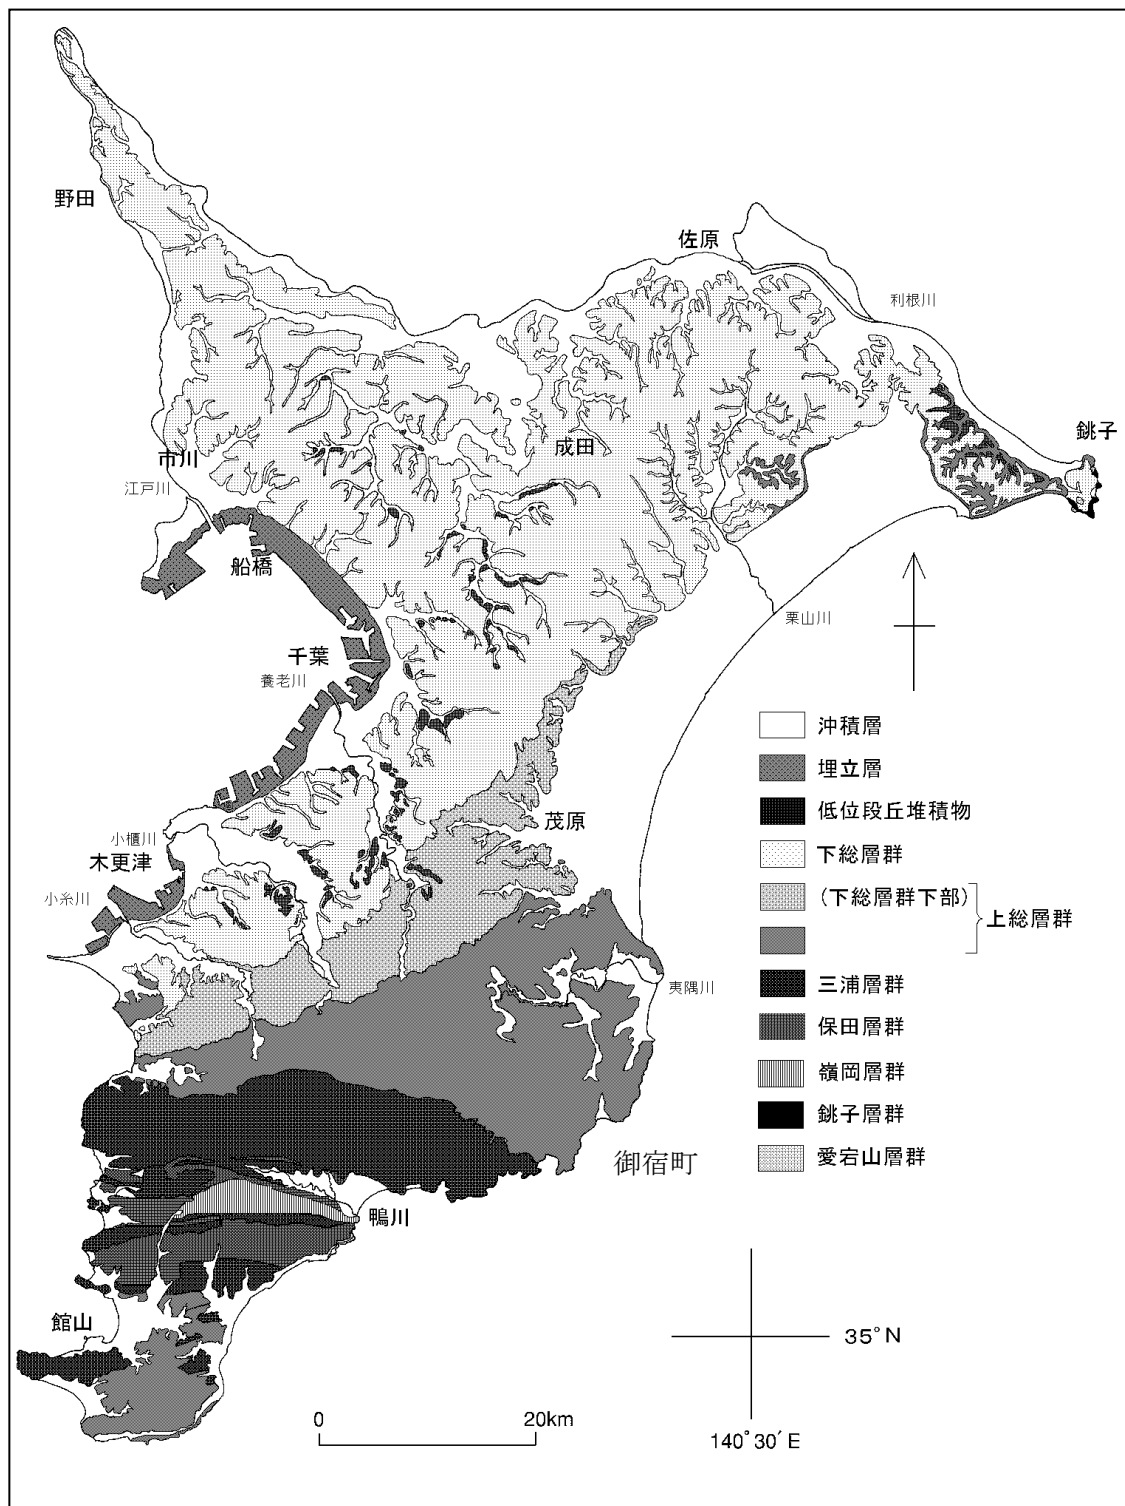 野田
佐原
利根川
銚子
市川
成田
江戸川
船橋
栗山川
千葉
養老川
沖積層
埋立層
低位段丘堆積物
茂原
小櫃川
木更津
下総層群
小糸川
(下総層群下部)
上総層群
三浦層群
夷隅川
保田層群
嶺岡層群
銚子層群
御宿町
愛宕山層群
鴨川
館山
35°N
0 20km
140°30′E